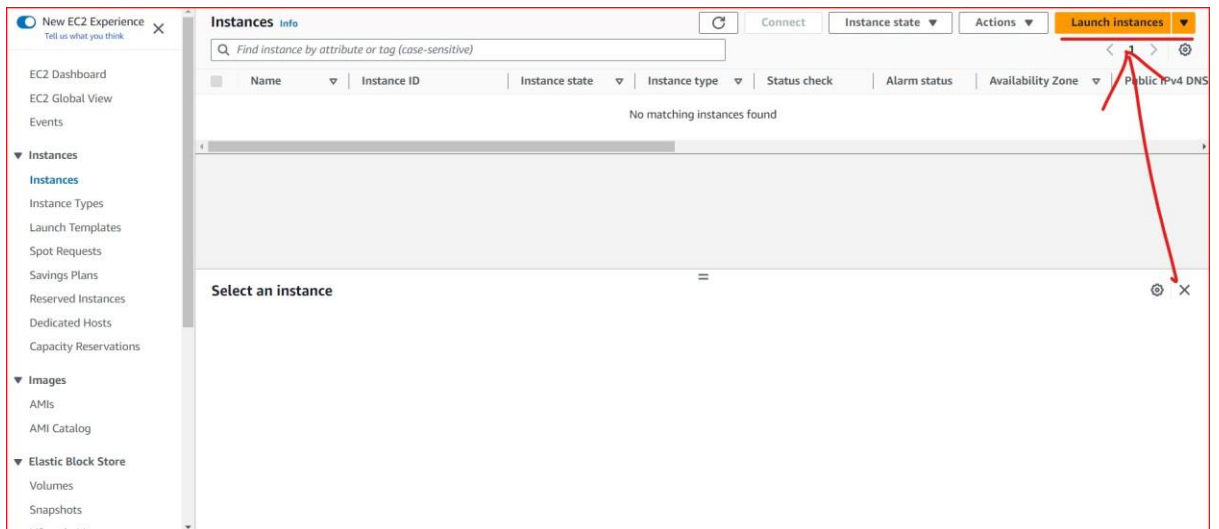 New EC2 Experience
Tell us what you think
EC2 Dashboard
EC2 Global View
Events
Instances
Instances
Instance Types
Launch Templates
Spot Requests
Savings Plans
Reserved Instances
Dedicated Hosts
Capacity Reservations
Images
AMIs
AMI Catalog
Elastic Block Store
Volumes
Snapshots
Instances Info
Connect
Instance state
Actions
Launch instances
Find instance by attribute or tag (case-sensitive)
1
Name Instance ID Instance state Instance type Status check Alarm status Availability Zone Public IPv4 DNS
No matching instances found
Select an instance